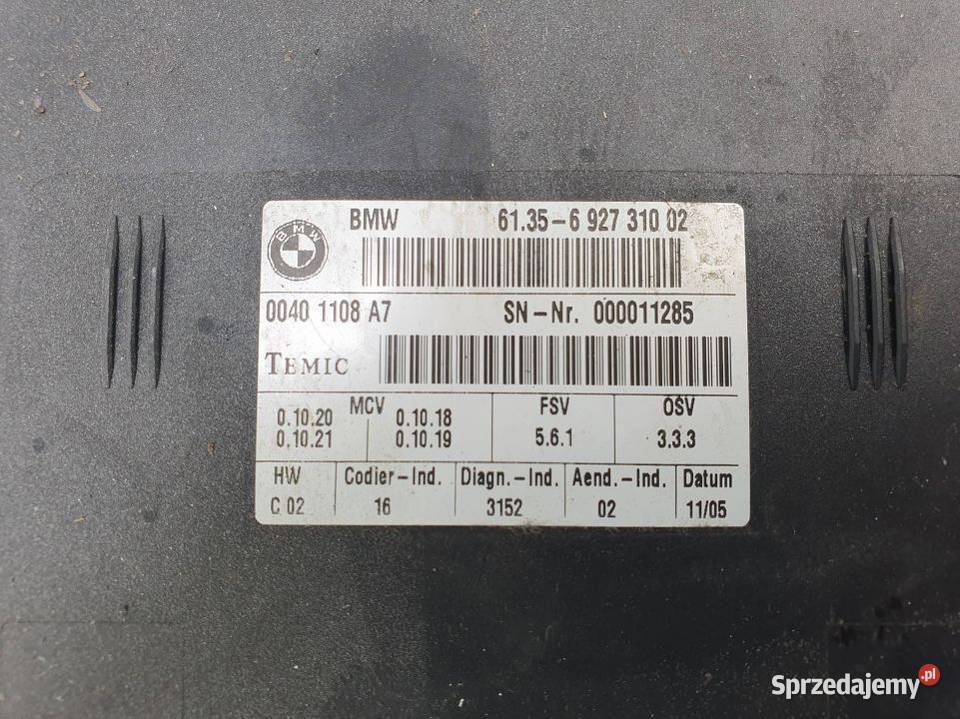 BMW 61.35-6 927 310 02
BMW
0040 1108 A7 SN-Nr. 000011285
TEMIC
MCV FSV OSV
0.10.20 0.10.18
0.10.21 0.10.19 5.6.1 3.3.3
HW Codier-Ind. Diagn.-Ind. Aend.-Ind. Datum
C 02 16 3152 02 11/05
Sprzedajemy.pl